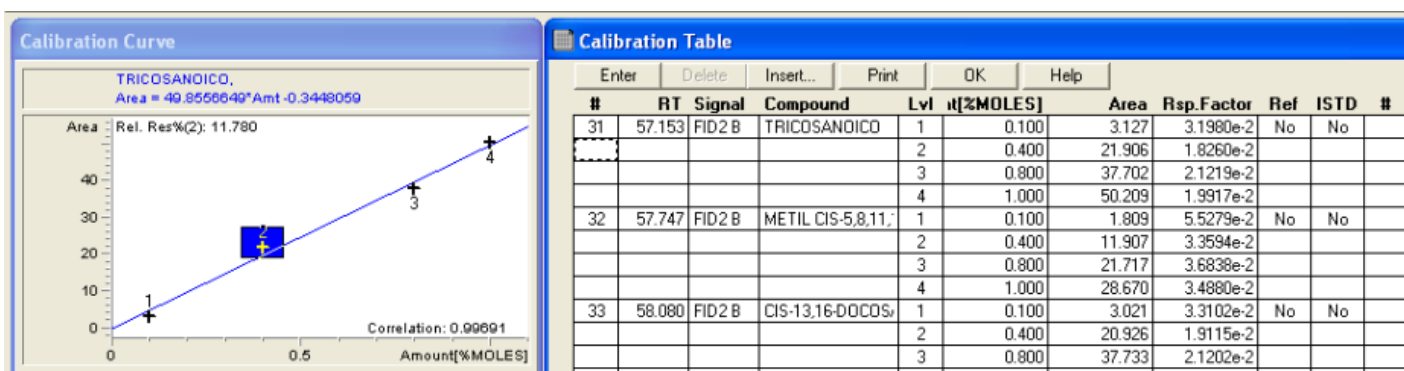 Calibration Curve
TRICOSANOICO,
Area = 49.8556649*Amt -0.3448059
Area
Rel. Res%(2): 11.780
40
30
20
10
0
1
2
3
4
Correlation: 0.99691
0
0.5
Amount[%MOLES]
Calibration Table
Enter Delete Insert... Print OK Help
# RT Signal Compound Lvl ıt[%MOLES] Area Rsp.Factor Ref ISTD #
31 57.153 FID2 B TRICOSANOICO 1 0.100 3.127 3.1980e-2 No No
2 0.400 21.906 1.8260e-2
3 0.800 37.702 2.1219e-2
4 1.000 50.209 1.9917e-2
32 57.747 FID2 B METIL CIS-5,8,11, 1 0.100 1.809 5.5279e-2 No No
2 0.400 11.907 3.3594e-2
3 0.800 21.717 3.6838e-2
4 1.000 28.670 3.4880e-2
33 58.080 FID2 B CIS-13,16-DOCOS 1 0.100 3.021 3.3102e-2 No No
2 0.400 20.926 1.9115e-2
3 0.800 37.733 2.1202e-2